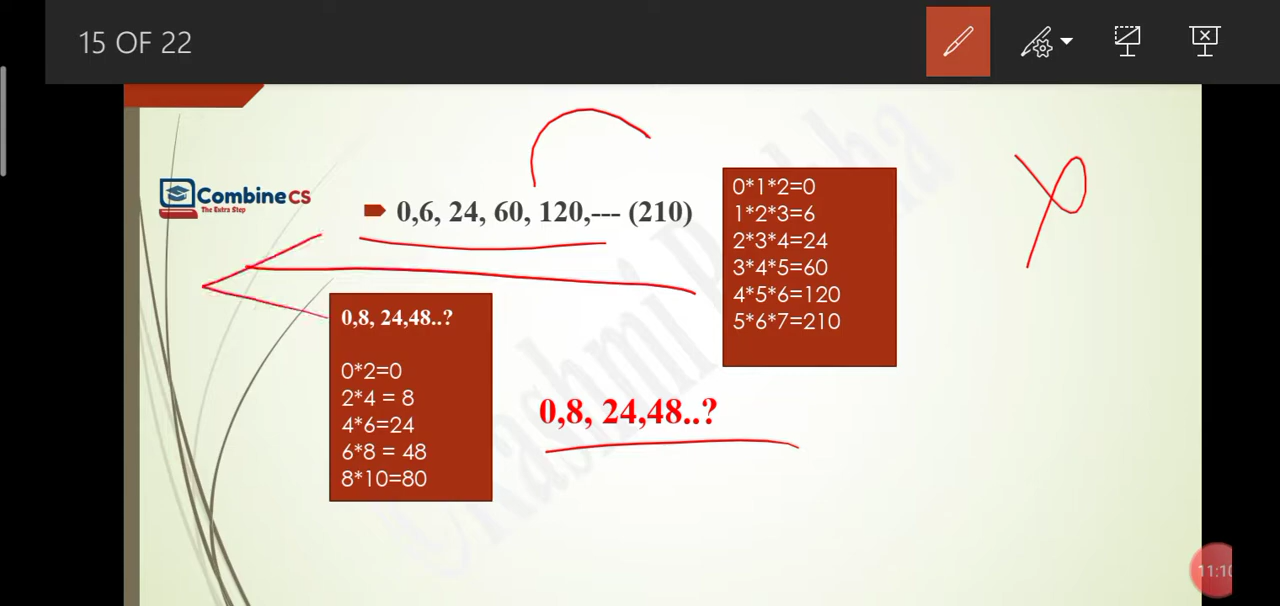 15 OF 22
Combine CS
The Extra Step
0,6, 24, 60, 120,--- (210)
0*1*2=0
1*2*3=6
2*3*4=24
3*4*5=60
4*5*6=120
5*6*7=210
0,8, 24,48..?
0*2=0
2*4 = 8
4*6=24
6*8 = 48
8*10=80
0,8, 24,48..?
11:10